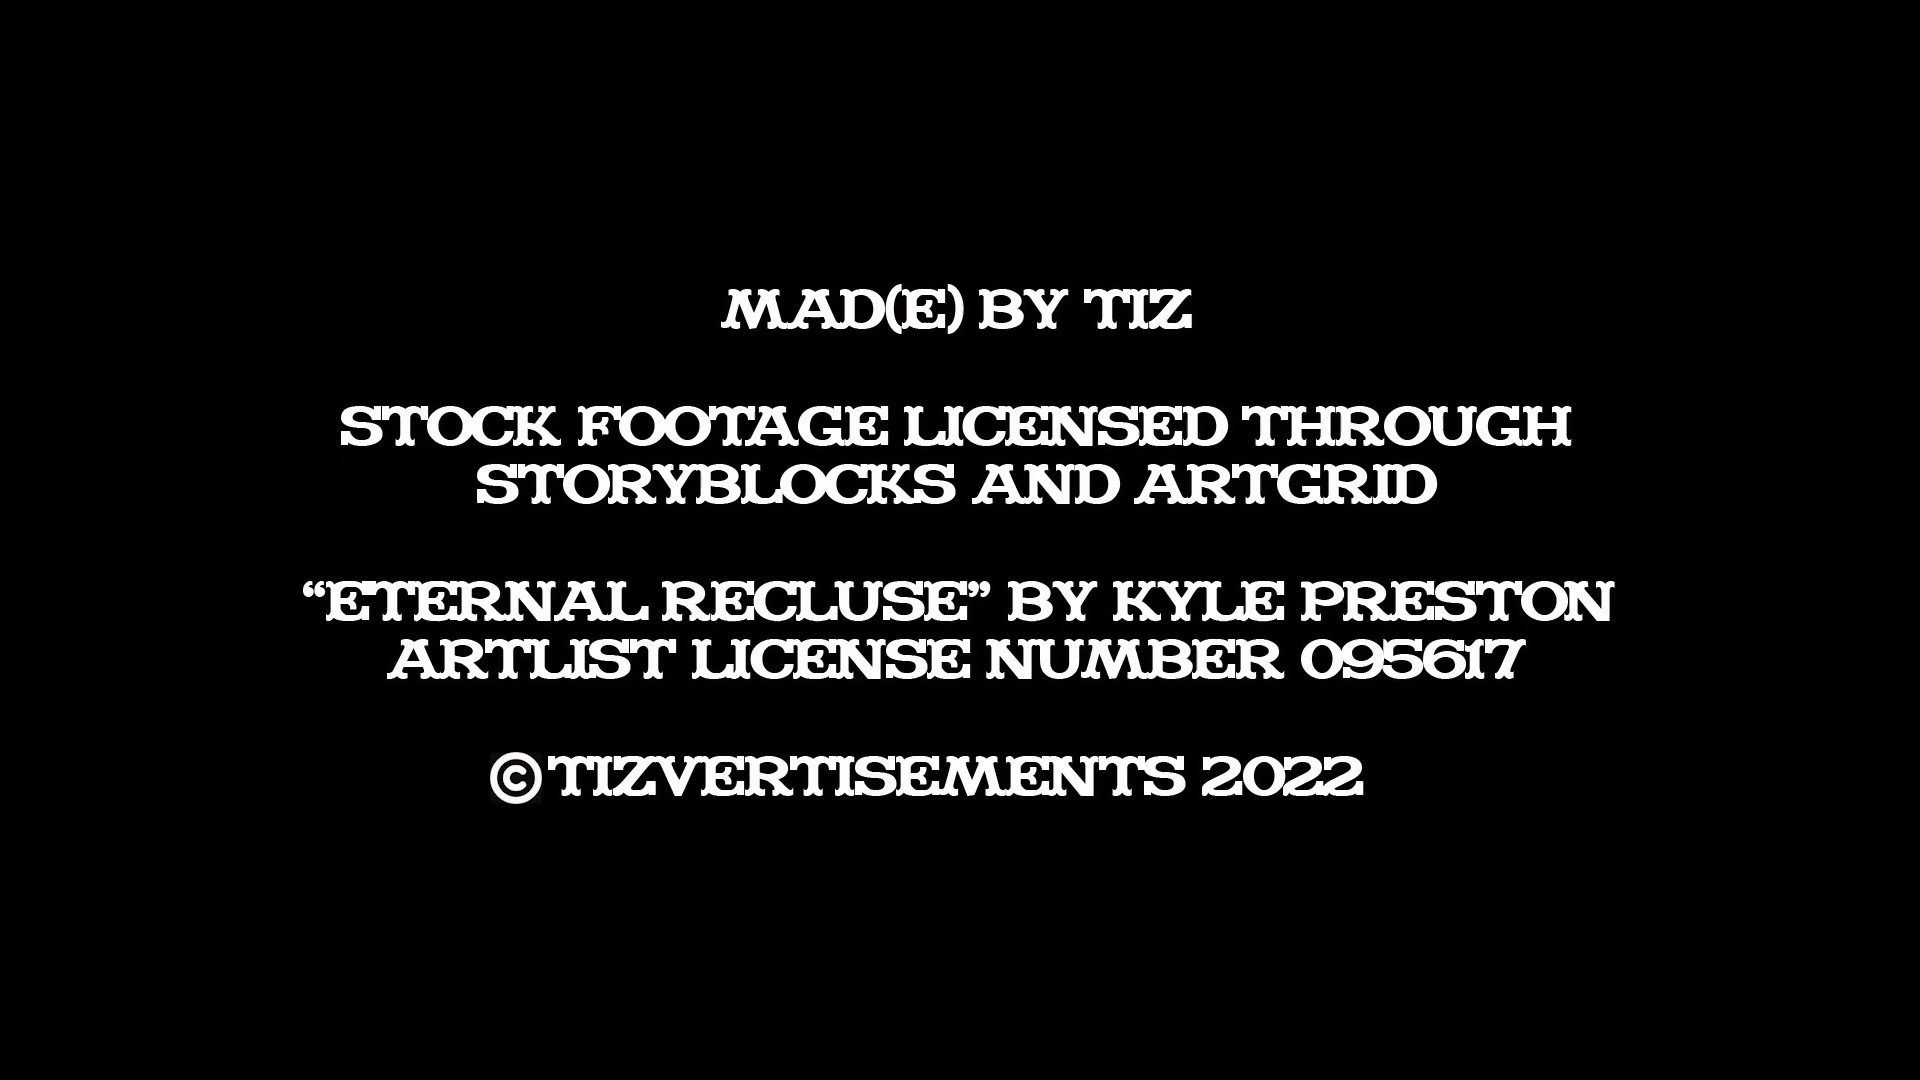 MAD(E) BY TIZ
STOCK FOOTAGE LICENSED THROUGH
STORYBLOCKS AND ARTGRID
“ETERNAL RECLUSE” BY KYLE PRESTON
ARTLIST LICENSE NUMBER 095617
©TIZVERTISEMENTS 2022